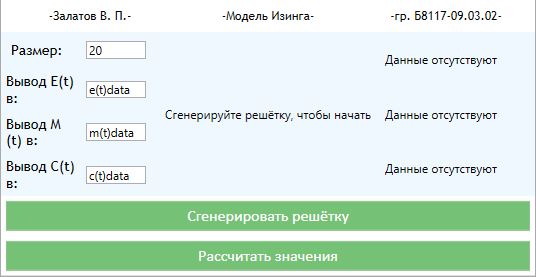 -Залатов В. П.- -Модель Изинга- -гр. Б8117-09.03.02-
Размер: 20
Данные отсутствуют
Вывод E(t)
в: e(t)data
Сгенерируйте решётку, чтобы начать Данные отсутствуют
Вывод M
(t) в: m(t)data
Вывод C(t)
в: c(t)data
Данные отсутствуют
Сгенерировать решётку
Рассчитать значения